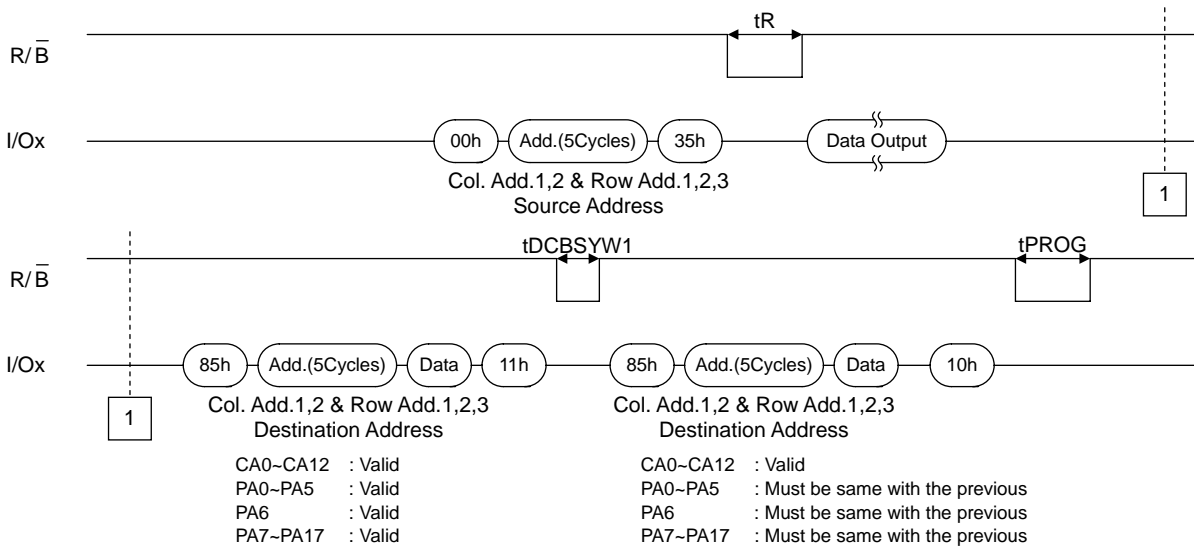 tR
R/B̅
I/Ox
00h Add.(5Cycles) 35h Data Output
Col. Add.1,2 & Row Add.1,2,3
Source Address
1
tDCBSYW1 tPROG
R/B̅
I/Ox
85h Add.(5Cycles) Data 11h 85h Add.(5Cycles) Data 10h
1
Col. Add.1,2 & Row Add.1,2,3 Col. Add.1,2 & Row Add.1,2,3
Destination Address Destination Address
CA0~CA12 : Valid CA0~CA12 : Valid
PA0~PA5 : Valid PA0~PA5 : Must be same with the previous
PA6 : Valid PA6 : Must be same with the previous
PA7~PA17 : Valid PA7~PA17 : Must be same with the previous